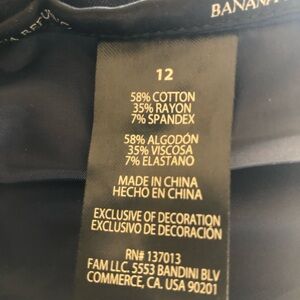 BANANA
12
58% COTTON
35% RAYON
7% SPANDEX
58% ALGODÓN
35% VISCOSA
7% ELASTANO
MADE IN CHINA
HECHO EN CHINA
EXCLUSIVE OF DECORATION
EXCLUSIVO DE DECORACIÓN
RN# 137013
FAM LLC. 5553 BANDINI BLV
COMMERCE, CA. USA 90201